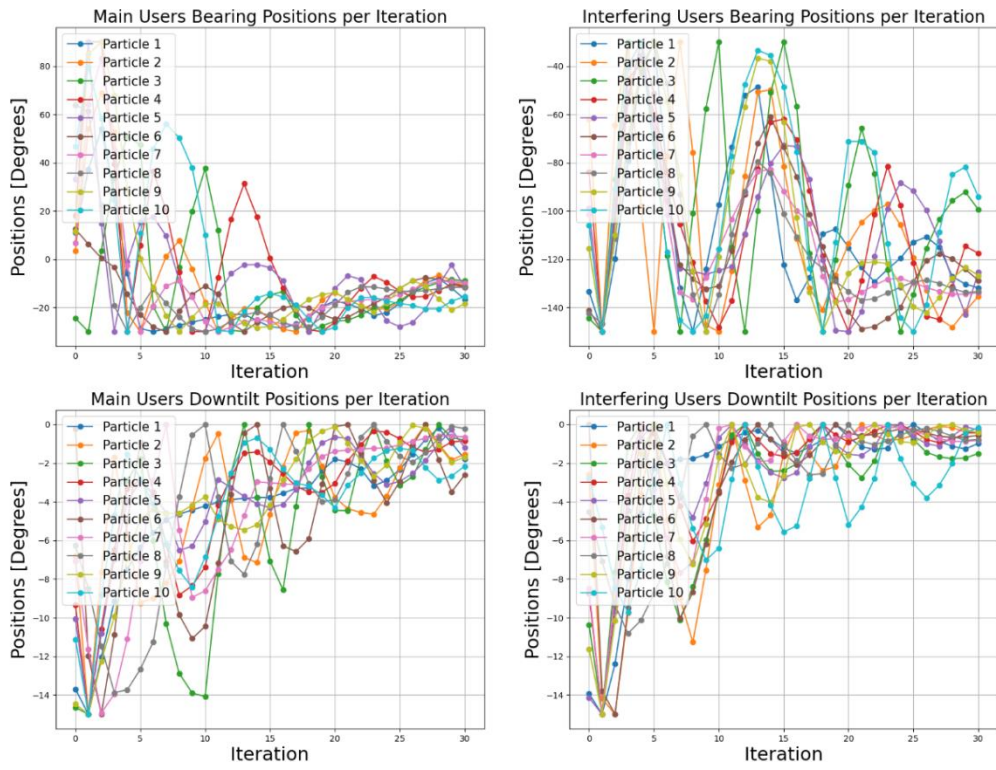 Main Users Bearing Positions per Iteration
Positions [Degrees]
80
60
40
20
0
−20
Particle 1
Particle 2
Particle 3
Particle 4
Particle 5
Particle 6
Particle 7
Particle 8
Particle 9
Particle 10
0 5 10 15 20 25 30
Iteration
Interfering Users Bearing Positions per Iteration
Positions [Degrees]
−40
−60
−80
−100
−120
−140
Particle 1
Particle 2
Particle 3
Particle 4
Particle 5
Particle 6
Particle 7
Particle 8
Particle 9
Particle 10
0 5 10 15 20 25 30
Iteration
Main Users Downtilt Positions per Iteration
Positions [Degrees]
0
−2
−4
−6
−8
−10
−12
−14
Particle 1
Particle 2
Particle 3
Particle 4
Particle 5
Particle 6
Particle 7
Particle 8
Particle 9
Particle 10
0 5 10 15 20 25 30
Iteration
Interfering Users Downtilt Positions per Iteration
Positions [Degrees]
0
−2
−4
−6
−8
−10
−12
−14
Particle 1
Particle 2
Particle 3
Particle 4
Particle 5
Particle 6
Particle 7
Particle 8
Particle 9
Particle 10
0 5 10 15 20 25 30
Iteration